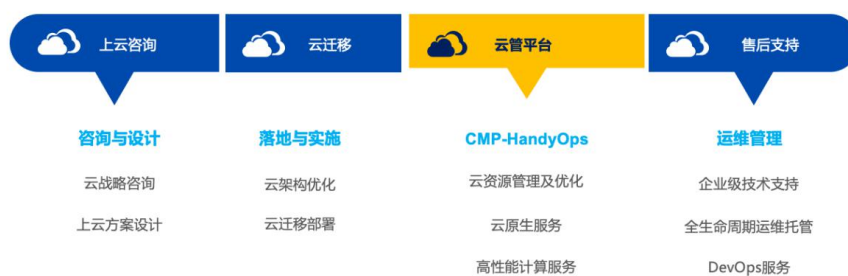 上云咨询
云迁移
云管平台
售后支持
咨询与设计
落地与实施
CMP-HandyOps
运维管理
云战略咨询
云架构优化
云资源管理及优化
企业级技术支持
上云方案设计
云迁移部署
云原生服务
全生命周期运维托管
高性能计算服务
DevOps服务